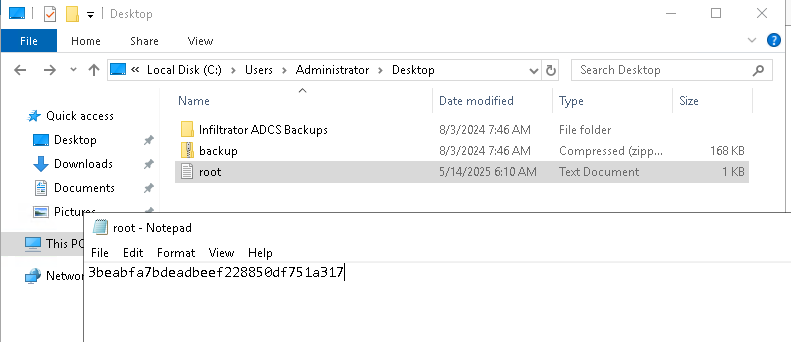 Desktop
File Home Share View
« Local Disk (C:) > Users > Administrator > Desktop
Search Desktop
Name Date modified Type Size
Quick access
Desktop
Downloads
Documents
Pictures
This PC
Networ
Infiltrator ADCS Backups 8/3/2024 7:46 AM File folder
backup 8/3/2024 7:46 AM Compressed (zipp... 168 KB
root 5/14/2025 6:10 AM Text Document 1 KB
root - Notepad
File Edit Format View Help
3beabfa7bdeadbeef228850df751a317